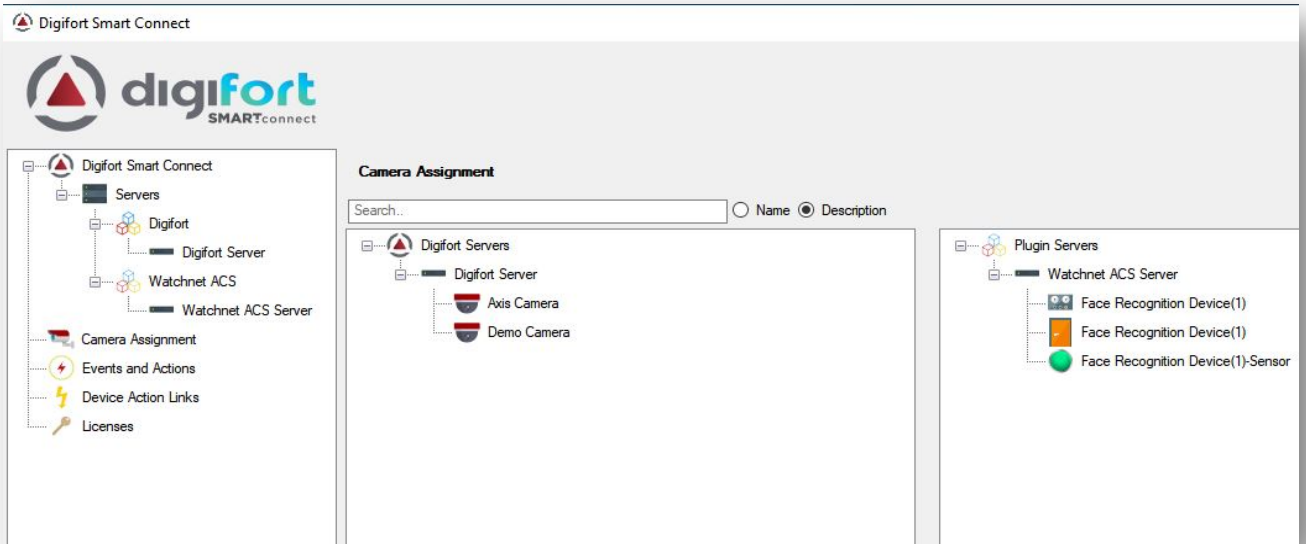 Digifort Smart Connect
digifort
SMARTconnect
Digifort Smart Connect
Servers
Digifort
Digifort Server
Watchnet ACS
Watchnet ACS Server
Camera Assignment
Events and Actions
Device Action Links
Licenses
Camera Assignment
Search..
Name
Description
Digifort Servers
Digifort Server
Axis Camera
Demo Camera
Plugin Servers
Watchnet ACS Server
Face Recognition Device(1)
Face Recognition Device(1)
Face Recognition Device(1)-Sensor